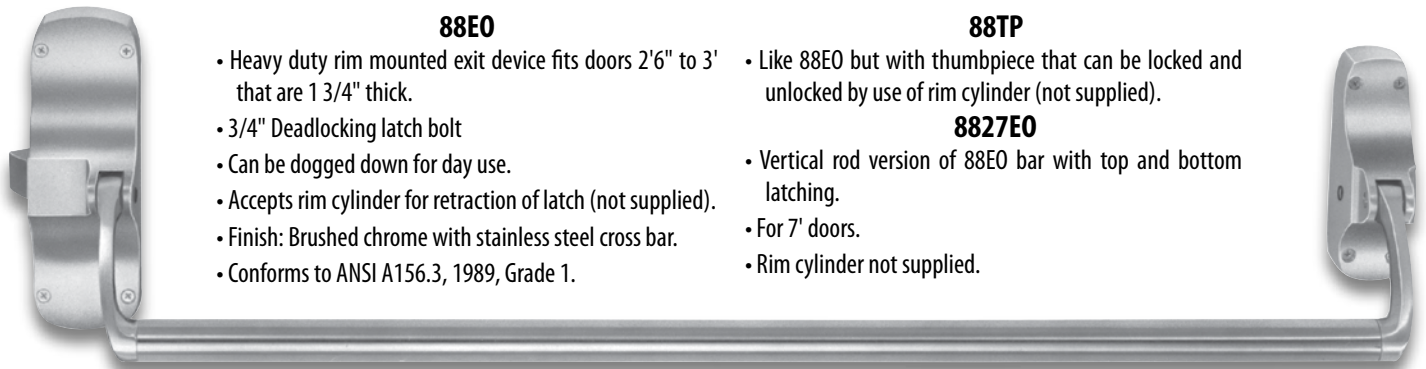 88EO
• Heavy duty rim mounted exit device fits doors 2'6" to 3'
that are 1 3/4" thick.
• 3/4" Deadlocking latch bolt
• Can be dogged down for day use.
• Accepts rim cylinder for retraction of latch (not supplied).
• Finish: Brushed chrome with stainless steel cross bar.
• Conforms to ANSI A156.3, 1989, Grade 1.
88TP
• Like 88EO but with thumbpiece that can be locked and
unlocked by use of rim cylinder (not supplied).
8827EO
• Vertical rod version of 88EO bar with top and bottom
latching.
• For 7' doors.
• Rim cylinder not supplied.